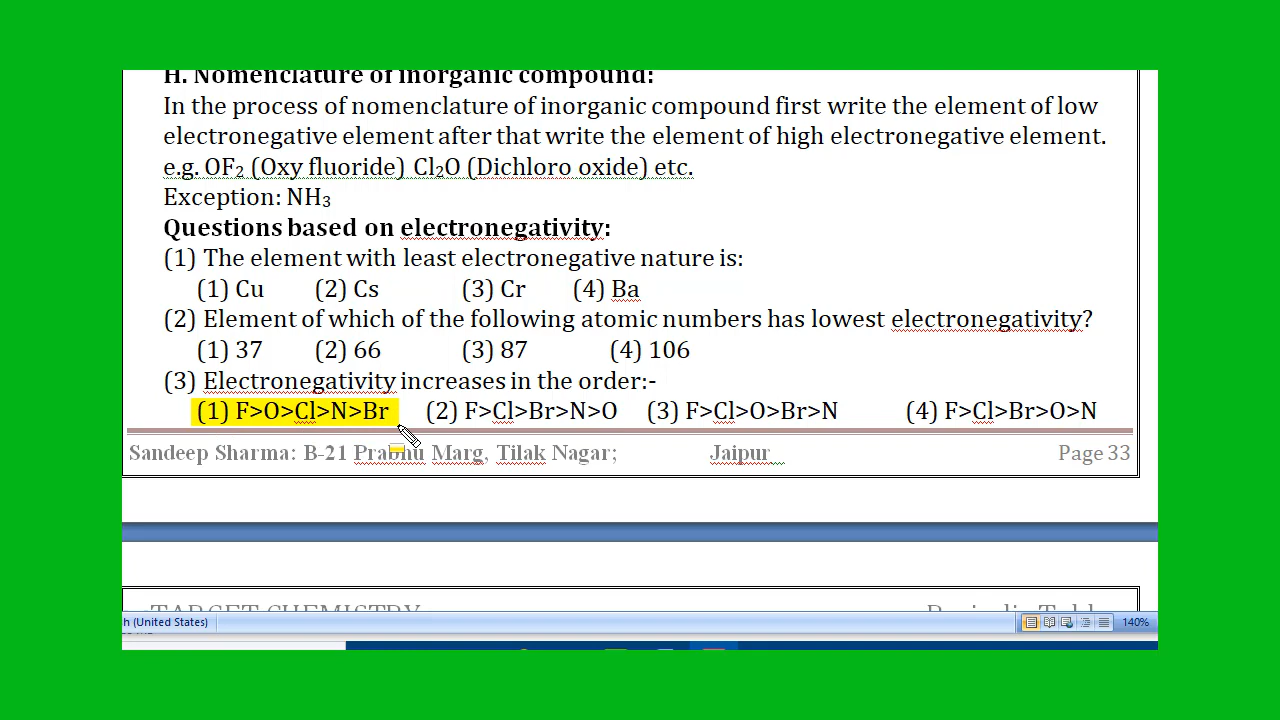 H. Nomenclature of inorganic compound:
In the process of nomenclature of inorganic compound first write the element of low
electronegative element after that write the element of high electronegative element.
e.g. OF₂ (Oxy fluoride) Cl₂O (Dichloro oxide) etc.
Exception: NH₃
Questions based on electronegativity:
(1) The element with least electronegative nature is:
(1) Cu (2) Cs (3) Cr (4) Ba
(2) Element of which of the following atomic numbers has lowest electronegativity?
(1) 37 (2) 66 (3) 87 (4) 106
(3) Electronegativity increases in the order:-
(1) F>O>Cl>N>Br (2) F>Cl>Br>N>O (3) F>Cl>O>Br>N (4) F>Cl>Br>O>N
Sandeep Sharma: B-21 Prabhu Marg, Tilak Nagar; Jaipur Page 33
TARGET CHEMISTRY Periodic Table
h (United States) 140%